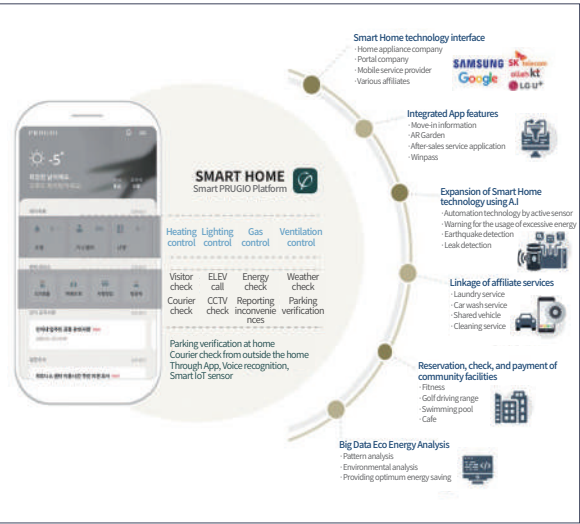 Smart Home technology interface
· Home appliance company
· Portal company
· Mobile service provider
· Various affiliates
SAMSUNG SK telecom
Google olleh kt
LG U+
Integrated App features
· Move-in information
· AR Garden
· After-sales service application
· Winpass
PRUGIO
-5°
SMART HOME
Smart PRUGIO Platform
Expansion of Smart Home
technology using A.I
· Automation technology by active sensor
· Warning for the usage of excessive energy
· Earthquake detection
· Leak detection
Heating control
Lighting control
Gas control
Ventilation control
Visitor check
ELEV call
Energy check
Weather check
Courier check
CCTV check
Reporting inconvenie nces
Parking verification
Parking verification at home
Courier check from outside the home
Through App, Voice recognition,
Smart IoT sensor
Linkage of affiliate services
· Laundry service
· Car wash service
· Shared vehicle
· Cleaning service
Reservation, check, and payment of
community facilities
· Fitness
· Golf driving range
· Swimming pool
· Cafe
Big Data Eco Energy Analysis
· Pattern analysis
· Environmental analysis
· Providing optimum energy saving